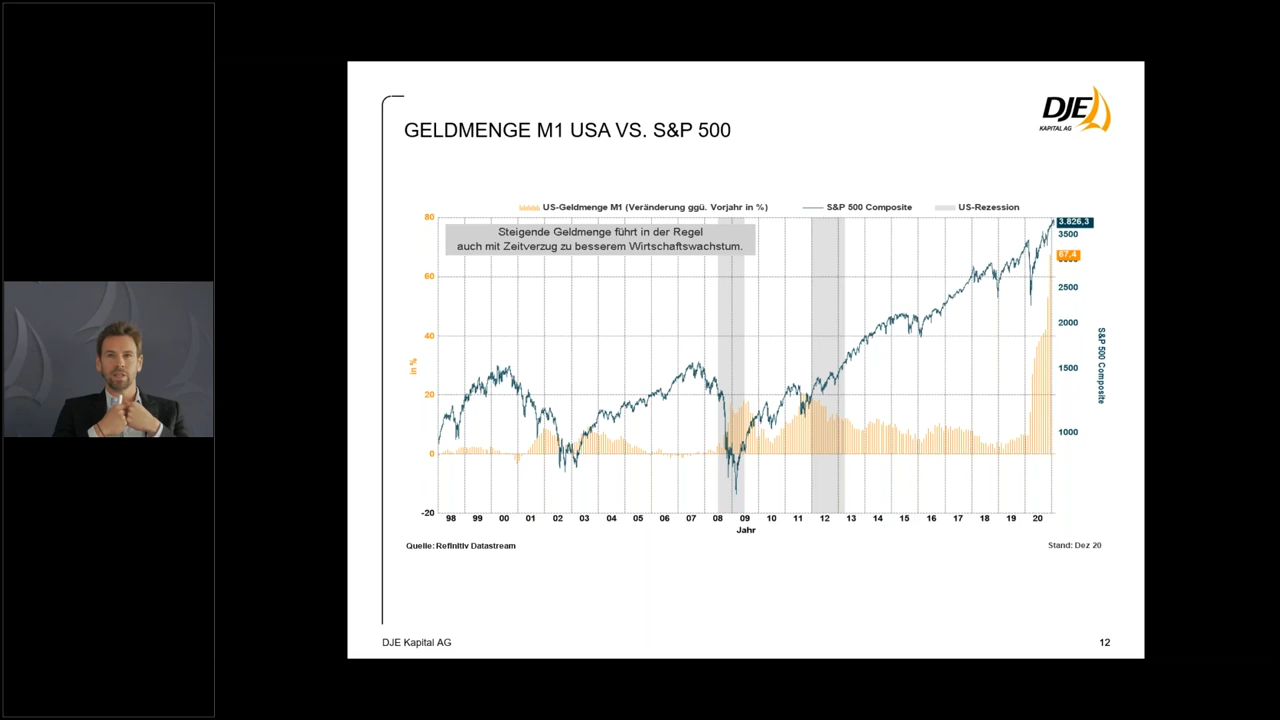 DJE
KAPITAL AG
GELDMENGE M1 USA VS. S&P 500
US-Geldmenge M1 (Veränderung ggü. Vorjahr in %)
S&P 500 Composite
US-Rezession
Steigende Geldmenge führt in der Regel
auch mit Zeitverzug zu besserem Wirtschaftswachstum.
80
60
40
20
0
-20
in %
3.826,3
3500
67,4
2500
2000
1500
1000
S&P 500 Composite
98 99 00 01 02 03 04 05 06 07 08 09 10 11 12 13 14 15 16 17 18 19 20
Jahr
Quelle: Refinitiv Datastream
Stand: Dez 20
DJE Kapital AG
12